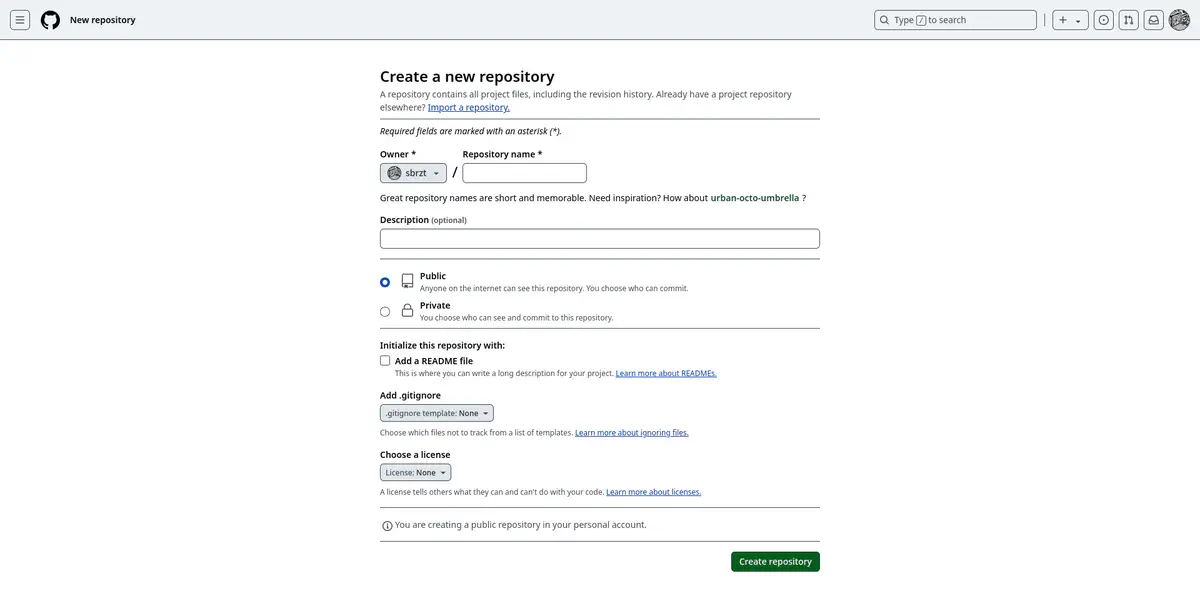 New repository
Type / to search
Create a new repository
A repository contains all project files, including the revision history. Already have a project repository
elsewhere? Import a repository.
Required fields are marked with an asterisk (*).
Owner *
Repository name *
sbrzt
/
Great repository names are short and memorable. Need inspiration? How about urban-octo-umbrella ?
Description (optional)
Public
Anyone on the internet can see this repository. You choose who can commit.
Private
You choose who can see and commit to this repository.
Initialize this repository with:
Add a README file
This is where you can write a long description for your project. Learn more about READMEs.
Add .gitignore
.gitignore template: None
Choose which files not to track from a list of templates. Learn more about ignoring files.
Choose a license
License: None
A license tells others what they can and can't do with your code. Learn more about licenses.
You are creating a public repository in your personal account.
Create repository